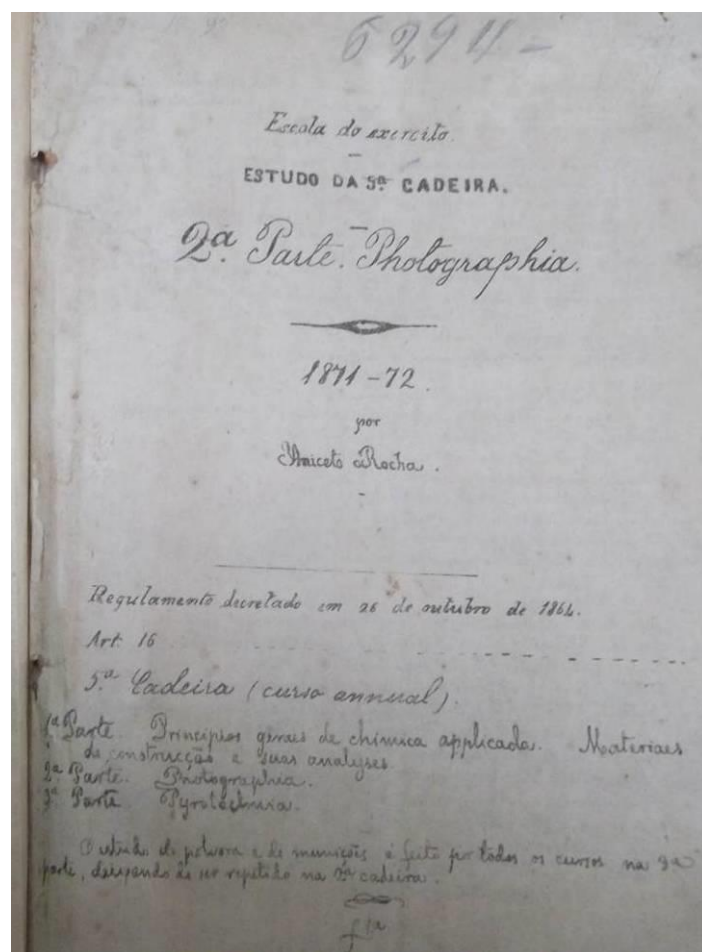 6294-
Escola do exercito.
ESTUDO DA 5ª CADEIRA.
2ª Parte. Photographia.
1871-72.
por
Aniceto Rocha.
Regulamento decretado em 26 de outubro de 1864.
Art. 16
5ª Cadeira (curso annual).
1ª Parte. Principios geraes de chimica applicada. Materiaes
de construcção e suas analyses.
2ª Parte. Photographia.
3ª Parte. Pyrotechnia.
O estudo de polvora e de munições é feito por todos os cursos na 3ª
parte, deixando de ser repetido na 2ª cadeira.